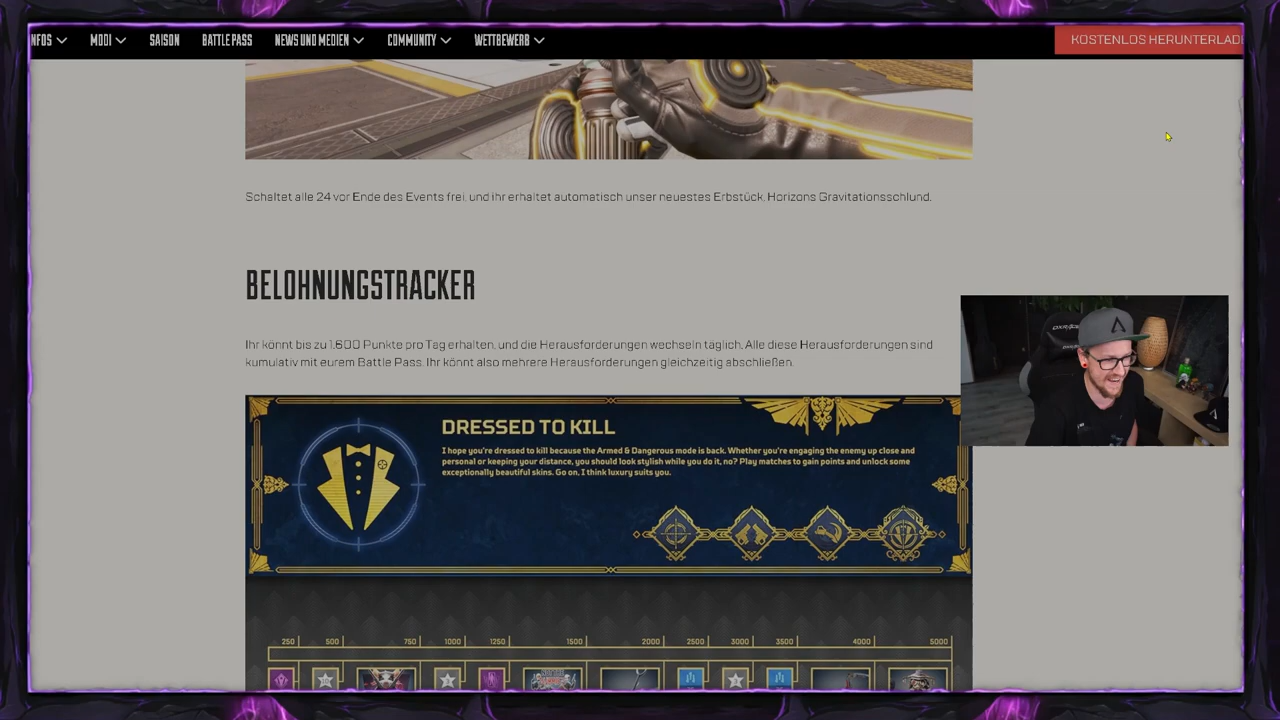 NFOS
MODI
SAISON
BATTLE PASS
NEWS UND MEDIEN
COMMUNITY
WETTBEWERB
KOSTENLOS HERUNTERLADE
Schaltet alle 24 vor Ende des Events frei, und ihr erhaltet automatisch unser neuestes Erbstück, Horizons Gravitationsschlund.
BELOHNUNGSTRACKER
Ihr könnt bis zu 1.600 Punkte pro Tag erhalten, und die Herausforderungen wechseln täglich. Alle diese Herausforderungen sind
kumulativ mit eurem Battle Pass. Ihr könnt also mehrere Herausforderungen gleichzeitig abschließen.
DRESSED TO KILL
I hope you're dressed to kill because the Armed & Dangerous mode is back. Whether you're engaging the enemy up close and
personal or keeping your distance, you should look stylish while you do it, no? Play matches to gain points and unlock some
exceptionally beautiful skins. Go on, I think luxury suits you.
250 500 750 1000 1250 1500 2000 2500 3000 3500 4000 5000